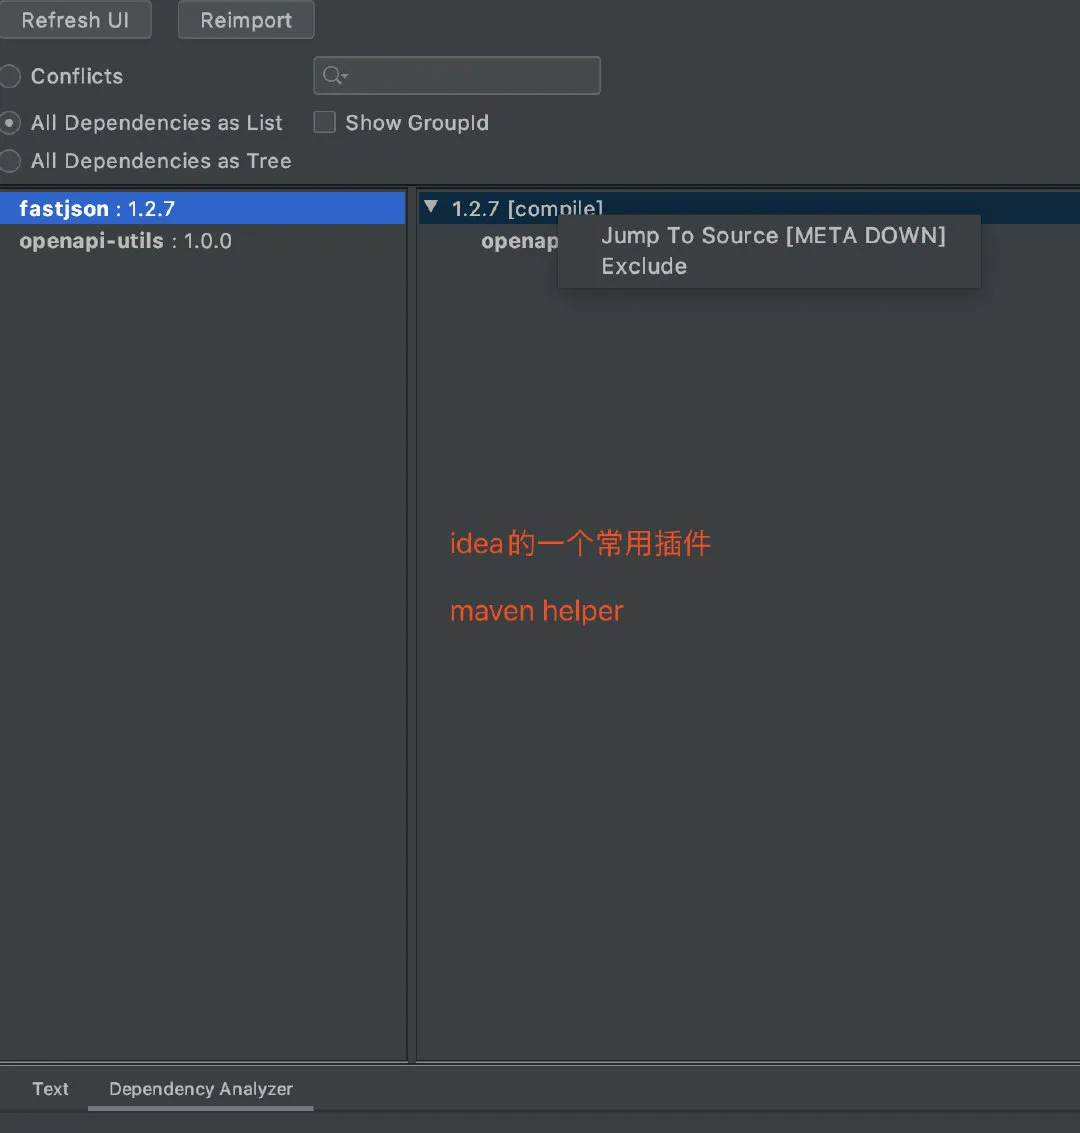 Refresh UI Reimport
Conflicts
All Dependencies as List Show GroupId
All Dependencies as Tree
fastjson : 1.2.7
openapi-utils : 1.0.0
1.2.7 [compile]
openap
Jump To Source [META DOWN]
Exclude
idea的一个常用插件
maven helper
Text Dependency Analyzer